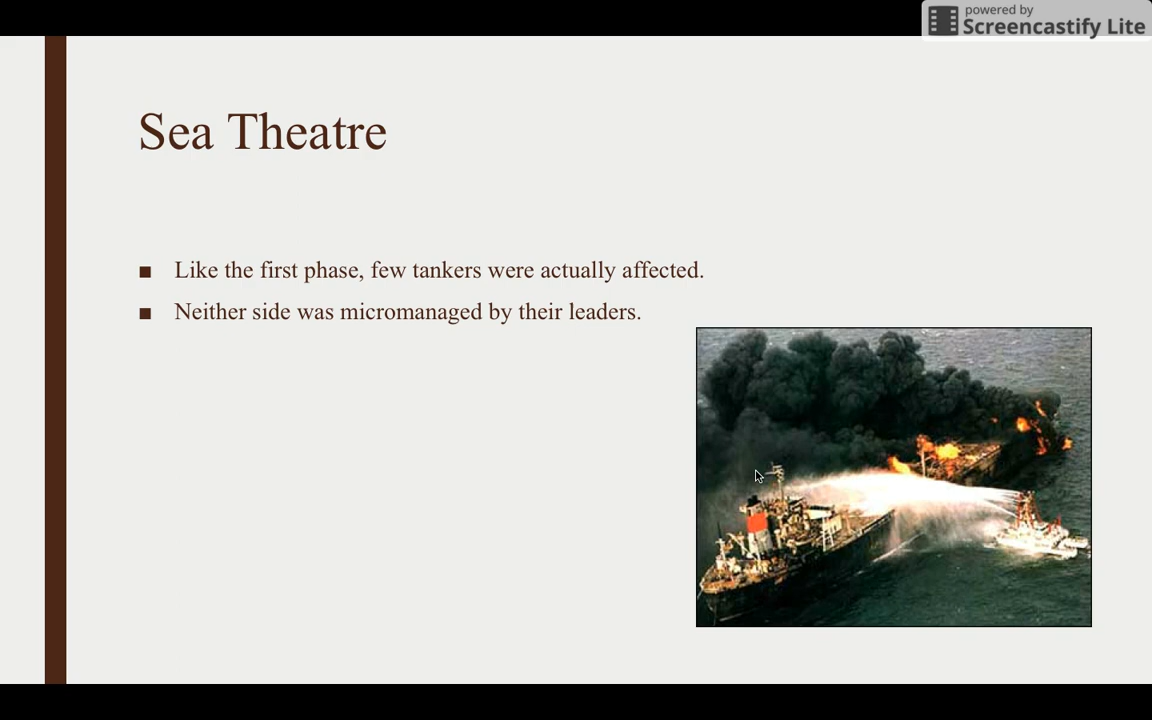 powered by
Screencastify Lite
Sea Theatre
■ Like the first phase, few tankers were actually affected.
■ Neither side was micromanaged by their leaders.